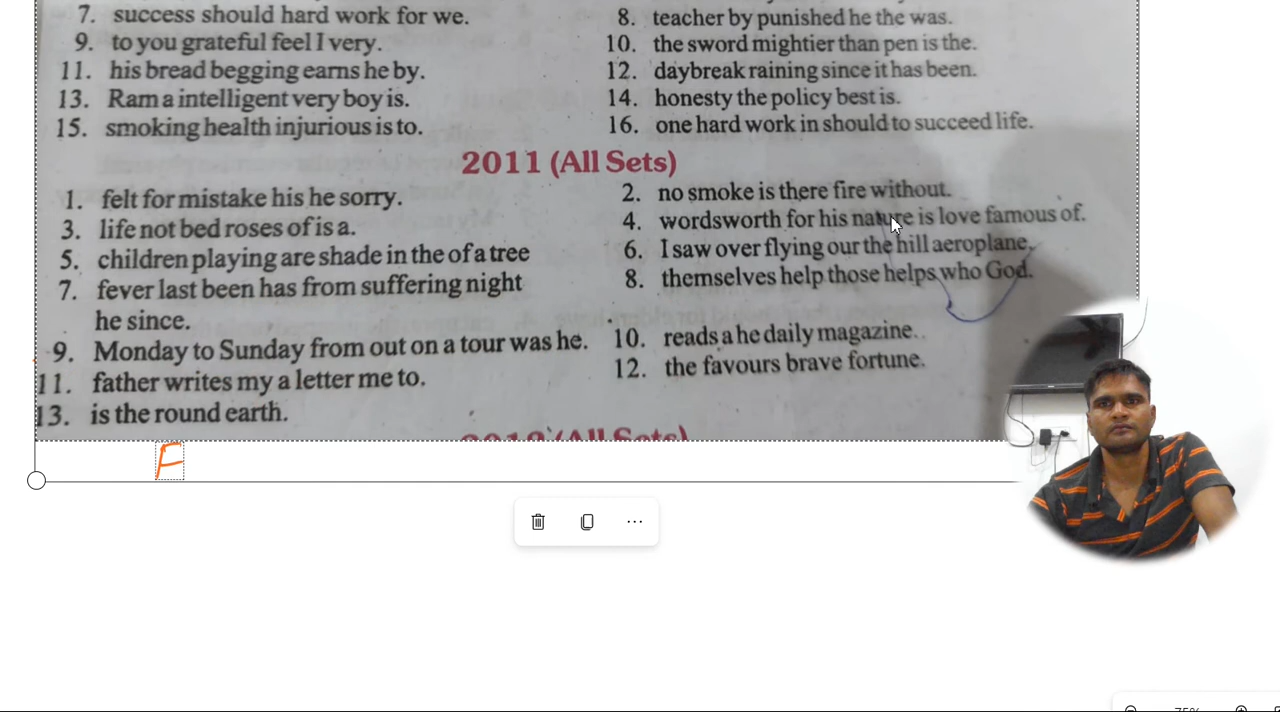 7. success should hard work for we.
8. teacher by punished he the was.
9. to you grateful feel I very.
10. the sword mightier than pen is the.
11. his bread begging earns he by.
12. daybreak raining since it has been.
13. Ram a intelligent very boy is.
14. honesty the policy best is.
15. smoking health injurious is to.
16. one hard work in should to succeed life.
2011 (All Sets)
1. felt for mistake his he sorry.
2. no smoke is there fire without.
3. life not bed roses of is a.
4. wordsworth for his nature is love famous of.
5. children playing are shade in the of a tree
6. I saw over flying our the hill aeroplane.
7. fever last been has from suffering night
he since.
8. themselves help those helps who God.
9. Monday to Sunday from out on a tour was he.
10. reads a he daily magazine.
11. father writes my a letter me to.
12. the favours brave fortune.
13. is the round earth.
(All Sets)
F
75%